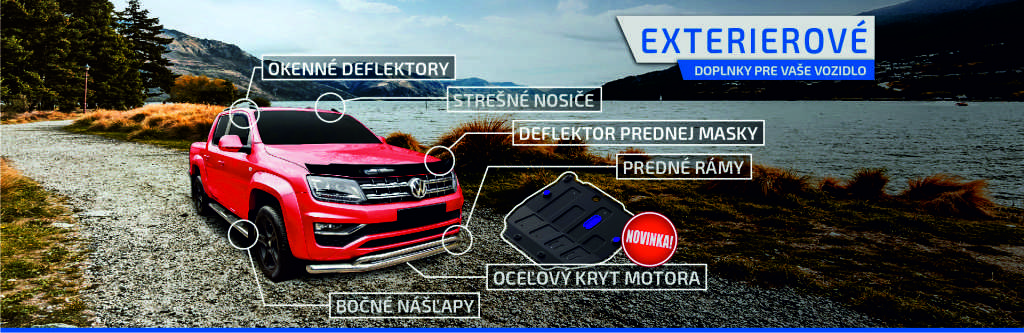 EXTERIEROVÉ
DOPLNKY PRE VAŠE VOZIDLO
OKENNÉ DEFLEKTORY
STREŠNÉ NOSIČE
DEFLEKTOR PREDNEJ MASKY
PREDNÉ RÁMY
NOVINKA!
OCEĽOVÝ KRYT MOTORA
BOČNÉ NÁŠĽAPY